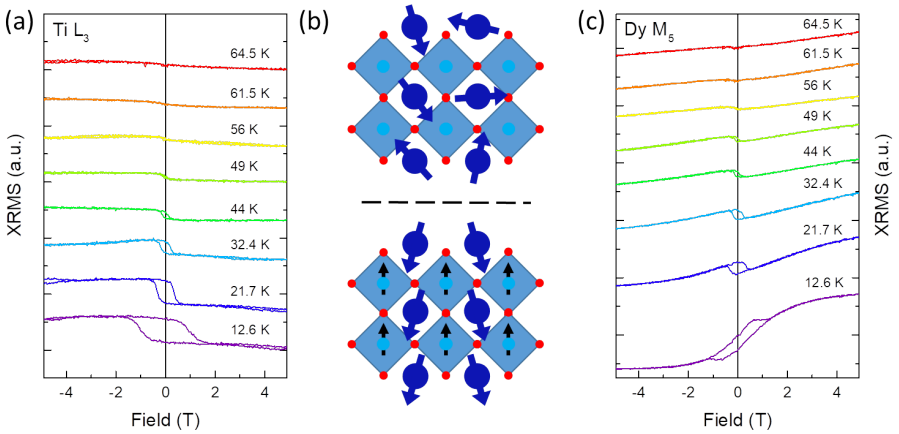 (a)
Ti L3
64.5 K
61.5 K
56 K
49 K
44 K
32.4 K
21.7 K
12.6 K
XRMS (a.u.)
-4 -2 0 2 4
Field (T)
(b)
(c)
Dy M5
64.5 K
61.5 K
56 K
49 K
44 K
32.4 K
21.7 K
12.6 K
XRMS (a.u.)
-4 -2 0 2 4
Field (T)